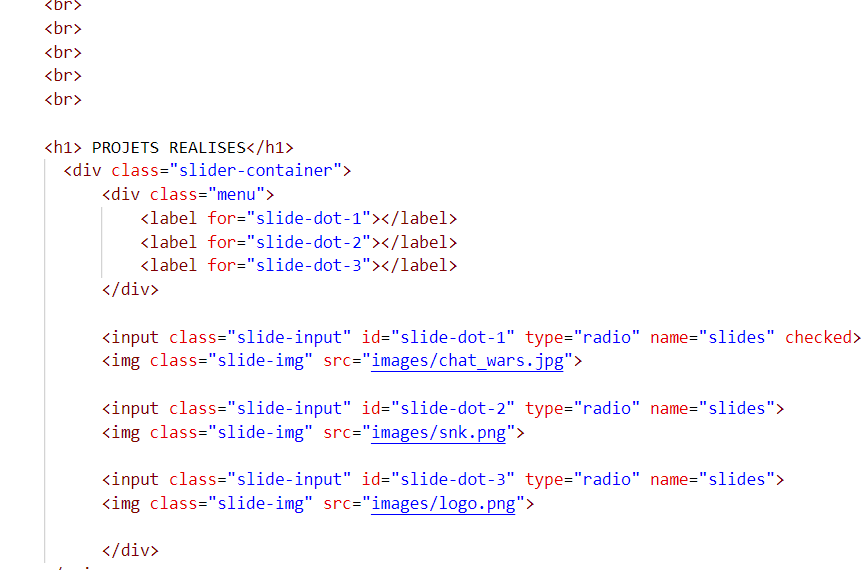 <br>
<br>
<br>
<br>
<br>
<h1> PROJETS REALISES</h1>
<div class="slider-container">
<div class="menu">
<label for="slide-dot-1"></label>
<label for="slide-dot-2"></label>
<label for="slide-dot-3"></label>
</div>
<input class="slide-input" id="slide-dot-1" type="radio" name="slides" checked>
<img class="slide-img" src="images/chat_wars.jpg">
<input class="slide-input" id="slide-dot-2" type="radio" name="slides">
<img class="slide-img" src="images/snk.png">
<input class="slide-input" id="slide-dot-3" type="radio" name="slides">
<img class="slide-img" src="images/logo.png">
</div>